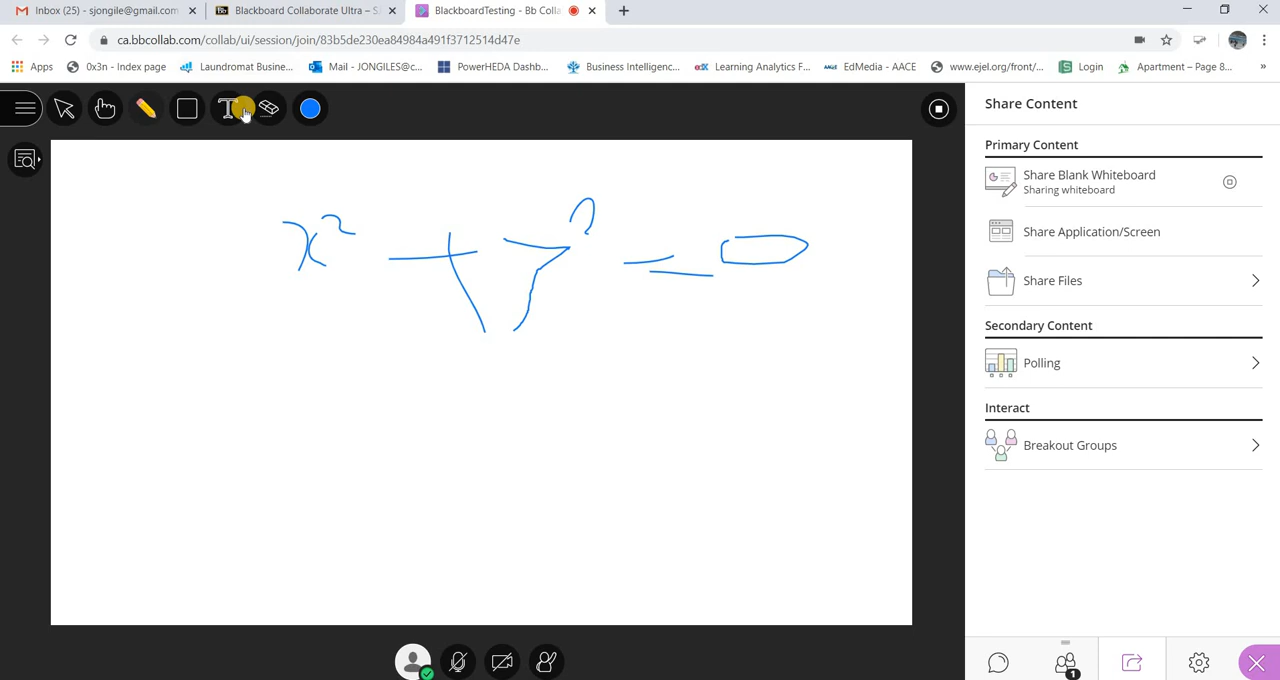 Inbox (25) - sjongile@gmail.com
Blackboard Collaborate Ultra – S
BlackboardTesting - Bb Colla
ca.bbcollab.com/collab/ui/session/join/83b5de230ea84984a491f3712514d47e
Apps 0x3n - Index page Laundromat Busine... Mail - JONGILES@c... PowerHEDA Dashb... Business Intelligenc... Learning Analytics F... EdMedia - AACE www.ejel.org/front/... Login Apartment – Page 8... »
Share Content
Primary Content
Share Blank Whiteboard
Sharing whiteboard
Share Application/Screen
Share Files
Secondary Content
Polling
Interact
Breakout Groups
x² + y² = 0
1